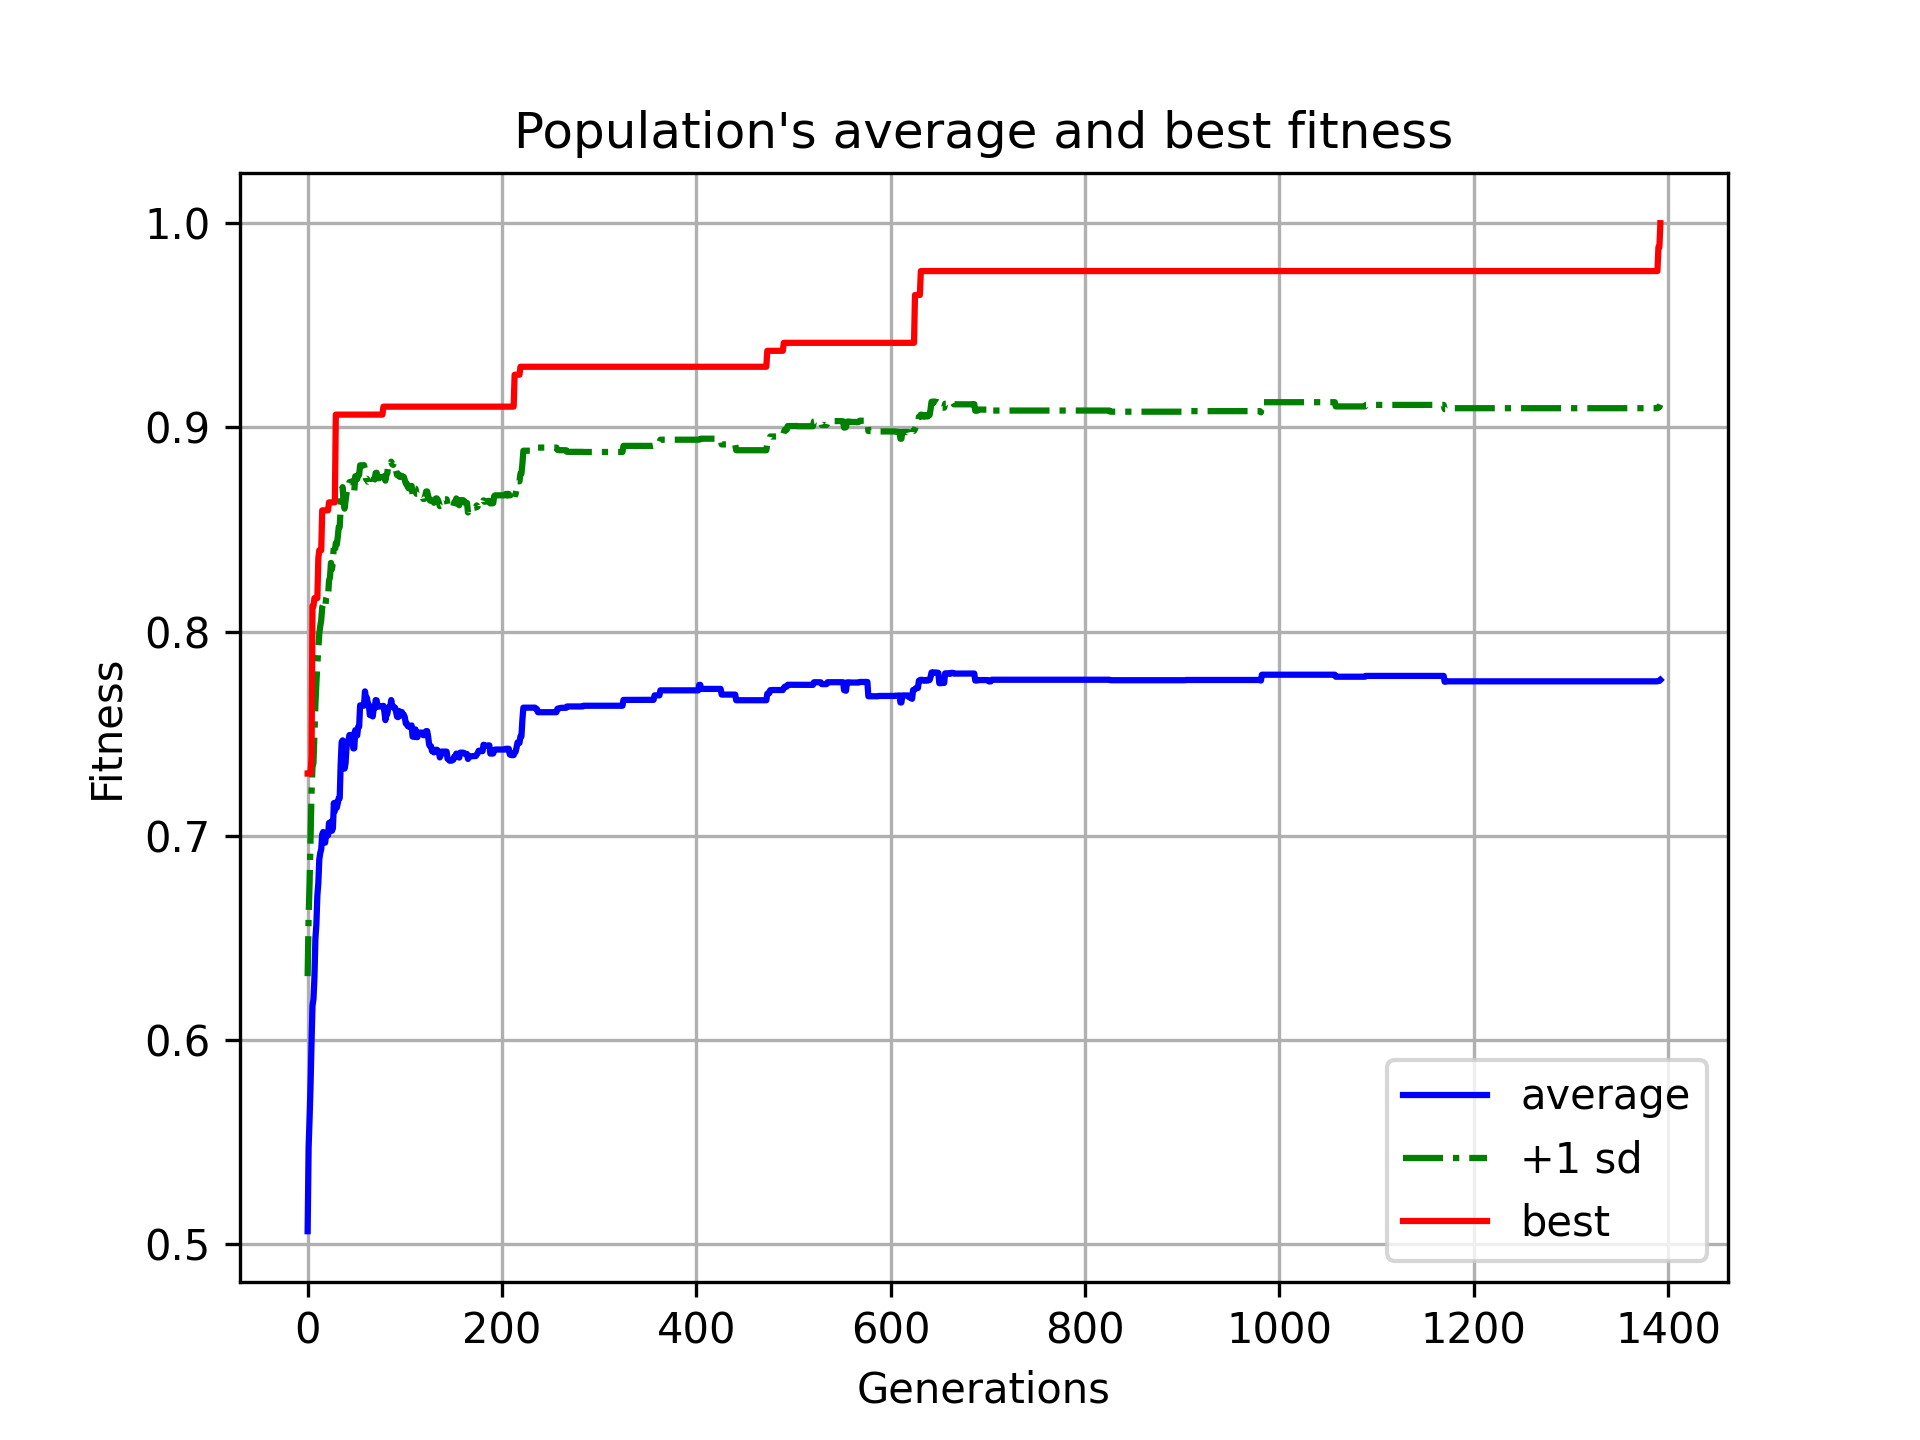 Population's average and best fitness
1.0
0.9
0.8
0.7
0.6
0.5
Fitness
0 200 400 600 800 1000 1200 1400
Generations
average
+1 sd
best